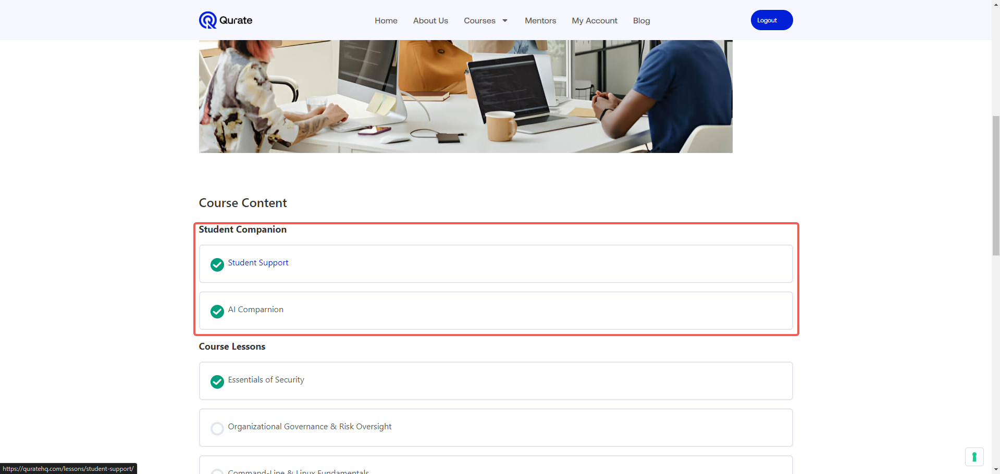 Qurate
Home About Us Courses Mentors My Account Blog
Logout
Course Content
Student Companion
Student Support
AI Comparnion
Course Lessons
Essentials of Security
Organizational Governance & Risk Oversight
Command-Line & Linux Fundamentals
https://quratehq.com/lessons/student-support/